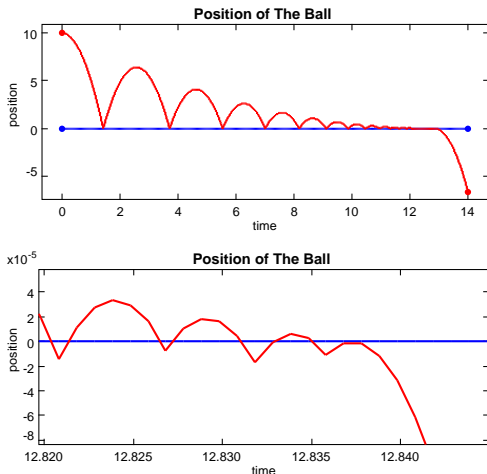 Position of The Ball
10
5
0
-5
position
0 2 4 6 8 10 12 14
time
x10-5
Position of The Ball
4
2
0
-2
-4
-6
-8
position
12.820 12.825 12.830 12.835 12.840
time